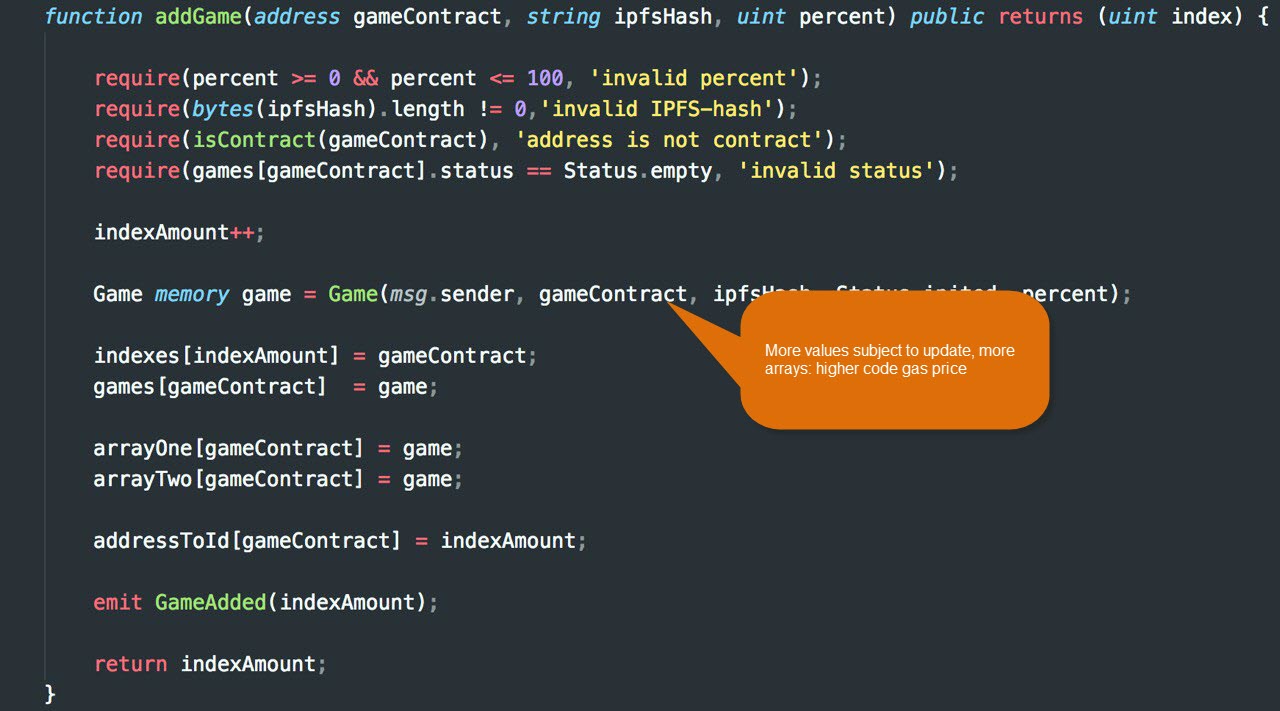 function addGame(address gameContract, string ipfsHash, uint percent) public returns (uint index) {
require(percent >= 0 && percent <= 100, 'invalid percent');
require(bytes(ipfsHash).length != 0,'invalid IPFS-hash');
require(isContract(gameContract), 'address is not contract');
require(games[gameContract].status == Status.empty, 'invalid status');
indexAmount++;
Game memory game = Game(msg.sender, gameContract, ipfsHash, Status.inited, percent);
More values subject to update, more
arrays: higher code gas price
indexes[indexAmount] = gameContract;
games[gameContract]  = game;
arrayOne[gameContract] = game;
arrayTwo[gameContract] = game;
addressToId[gameContract] = indexAmount;
emit GameAdded(indexAmount);
return indexAmount;
}